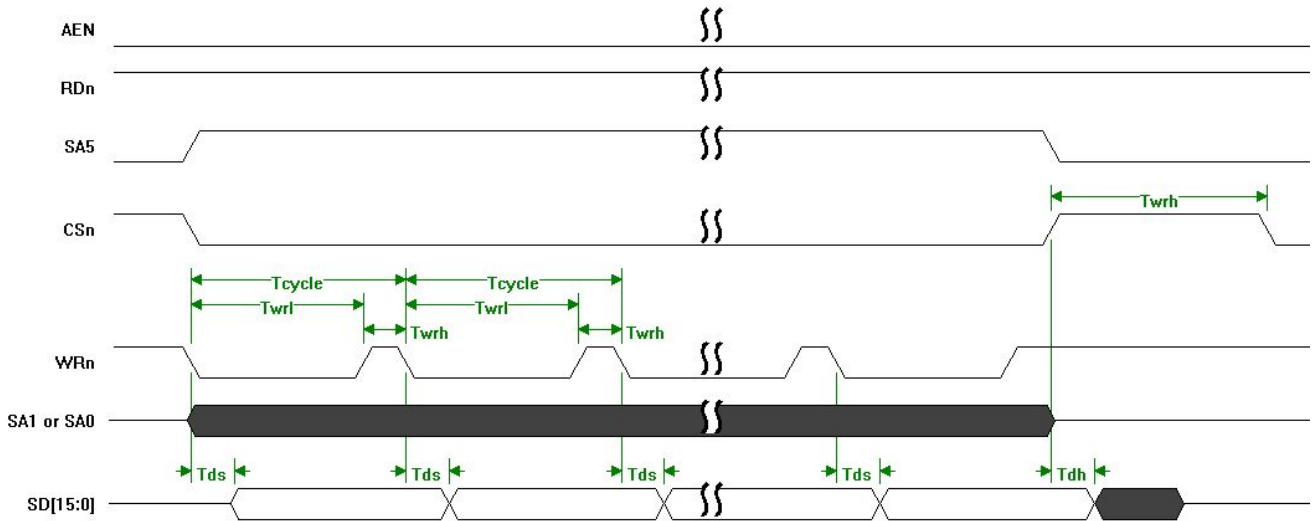 AEN
RDn
SA5
Twrh
CSn
Tcycle Tcycle
Twrl Twrl
Twrh Twrh
WRn
SA1 or SA0
Tds Tds Tds Tds Tdh
SD[15:0]